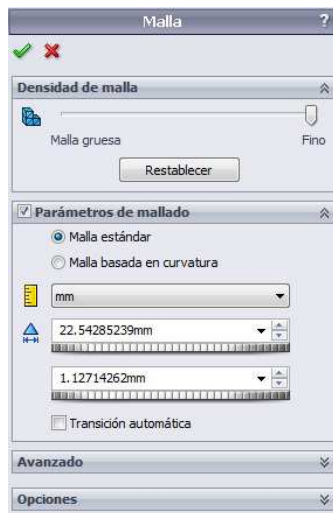 Malla ?
Densidad de malla
Malla gruesa Fino
Restablecer
Parámetros de mallado
Malla estándar
Malla basada en curvatura
mm
22.54285239mm
1.12714262mm
Transición automática
Avanzado
Opciones